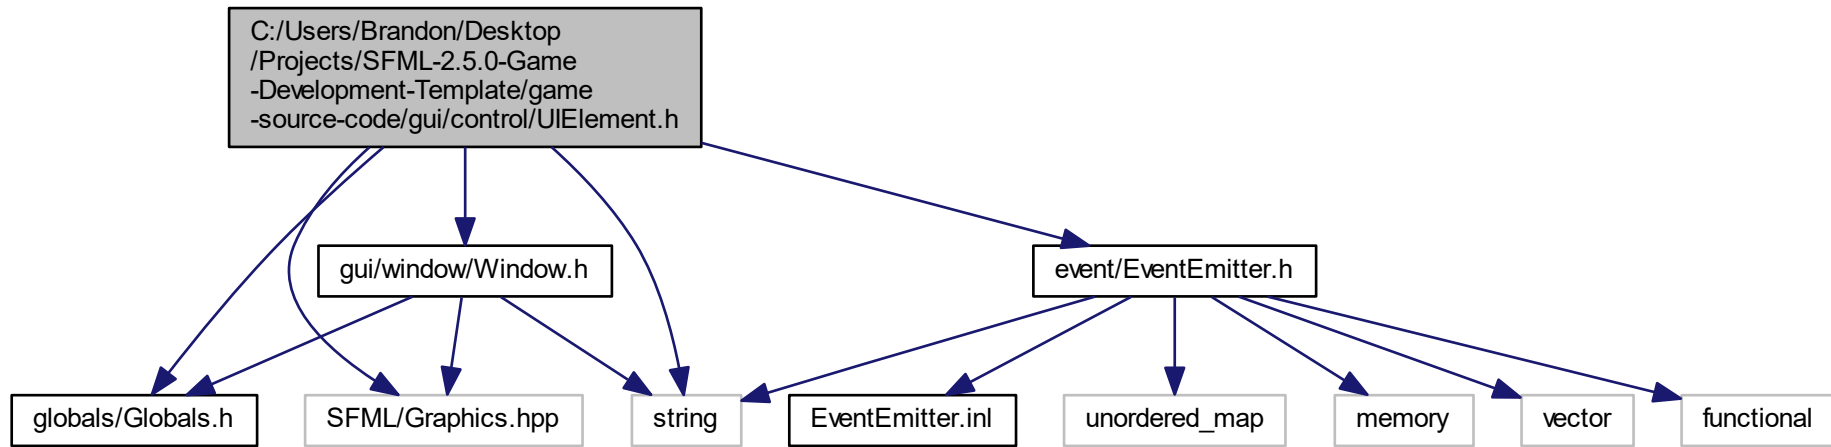 C:/Users/Brandon/Desktop
/Projects/SFML-2.5.0-Game
-Development-Template/game
-source-code/gui/control/UIElement.h
gui/window/Window.h
event/EventEmitter.h
globals/Globals.h
SFML/Graphics.hpp
string
EventEmitter.inl
unordered_map
memory
vector
functional